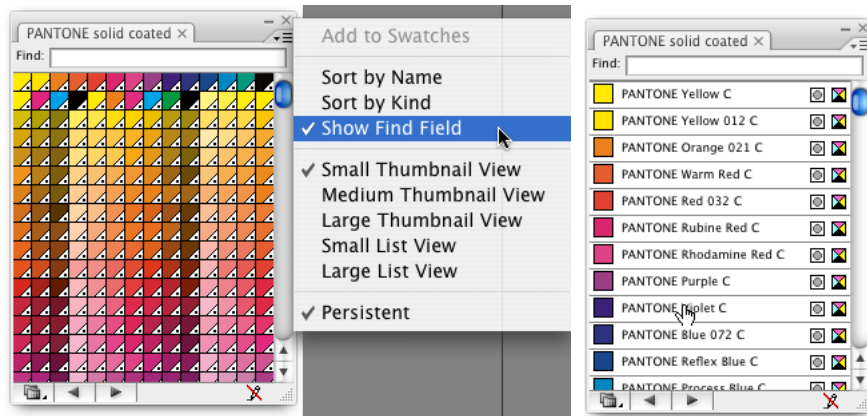 PANTONE solid coated ×
Find:
Add to Swatches
Sort by Name
Sort by Kind
✓ Show Find Field
✓ Small Thumbnail View
Medium Thumbnail View
Large Thumbnail View
Small List View
Large List View
✓ Persistent
PANTONE solid coated ×
Find:
PANTONE Yellow C
PANTONE Yellow 012 C
PANTONE Orange 021 C
PANTONE Warm Red C
PANTONE Red 032 C
PANTONE Rubine Red C
PANTONE Rhodamine Red C
PANTONE Purple C
PANTONE Violet C
PANTONE Blue 072 C
PANTONE Reflex Blue C
PANTONE Process Blue C